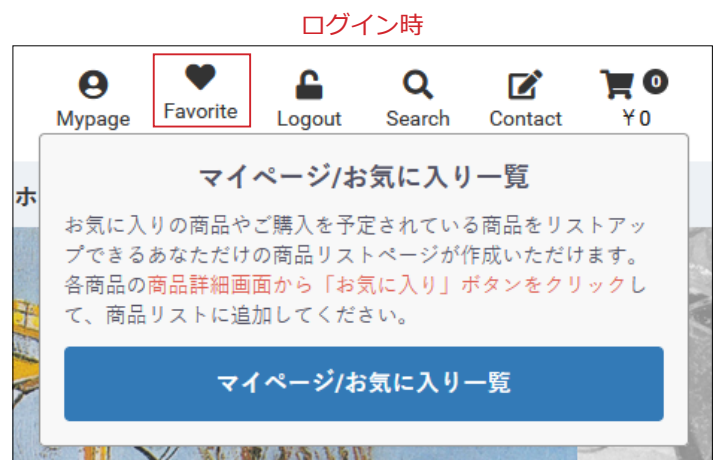 ログイン時
Mypage Favorite Logout Search Contact ¥0 0
マイページ/お気に入り一覧
ホ
お気に入りの商品やご購入を予定されている商品をリストアッ
プできるあなただけの商品リストページが作成いただけます。
各商品の商品詳細画面から「お気に入り」ボタンをクリックし
て、商品リストに追加してください。
マイページ/お気に入り一覧